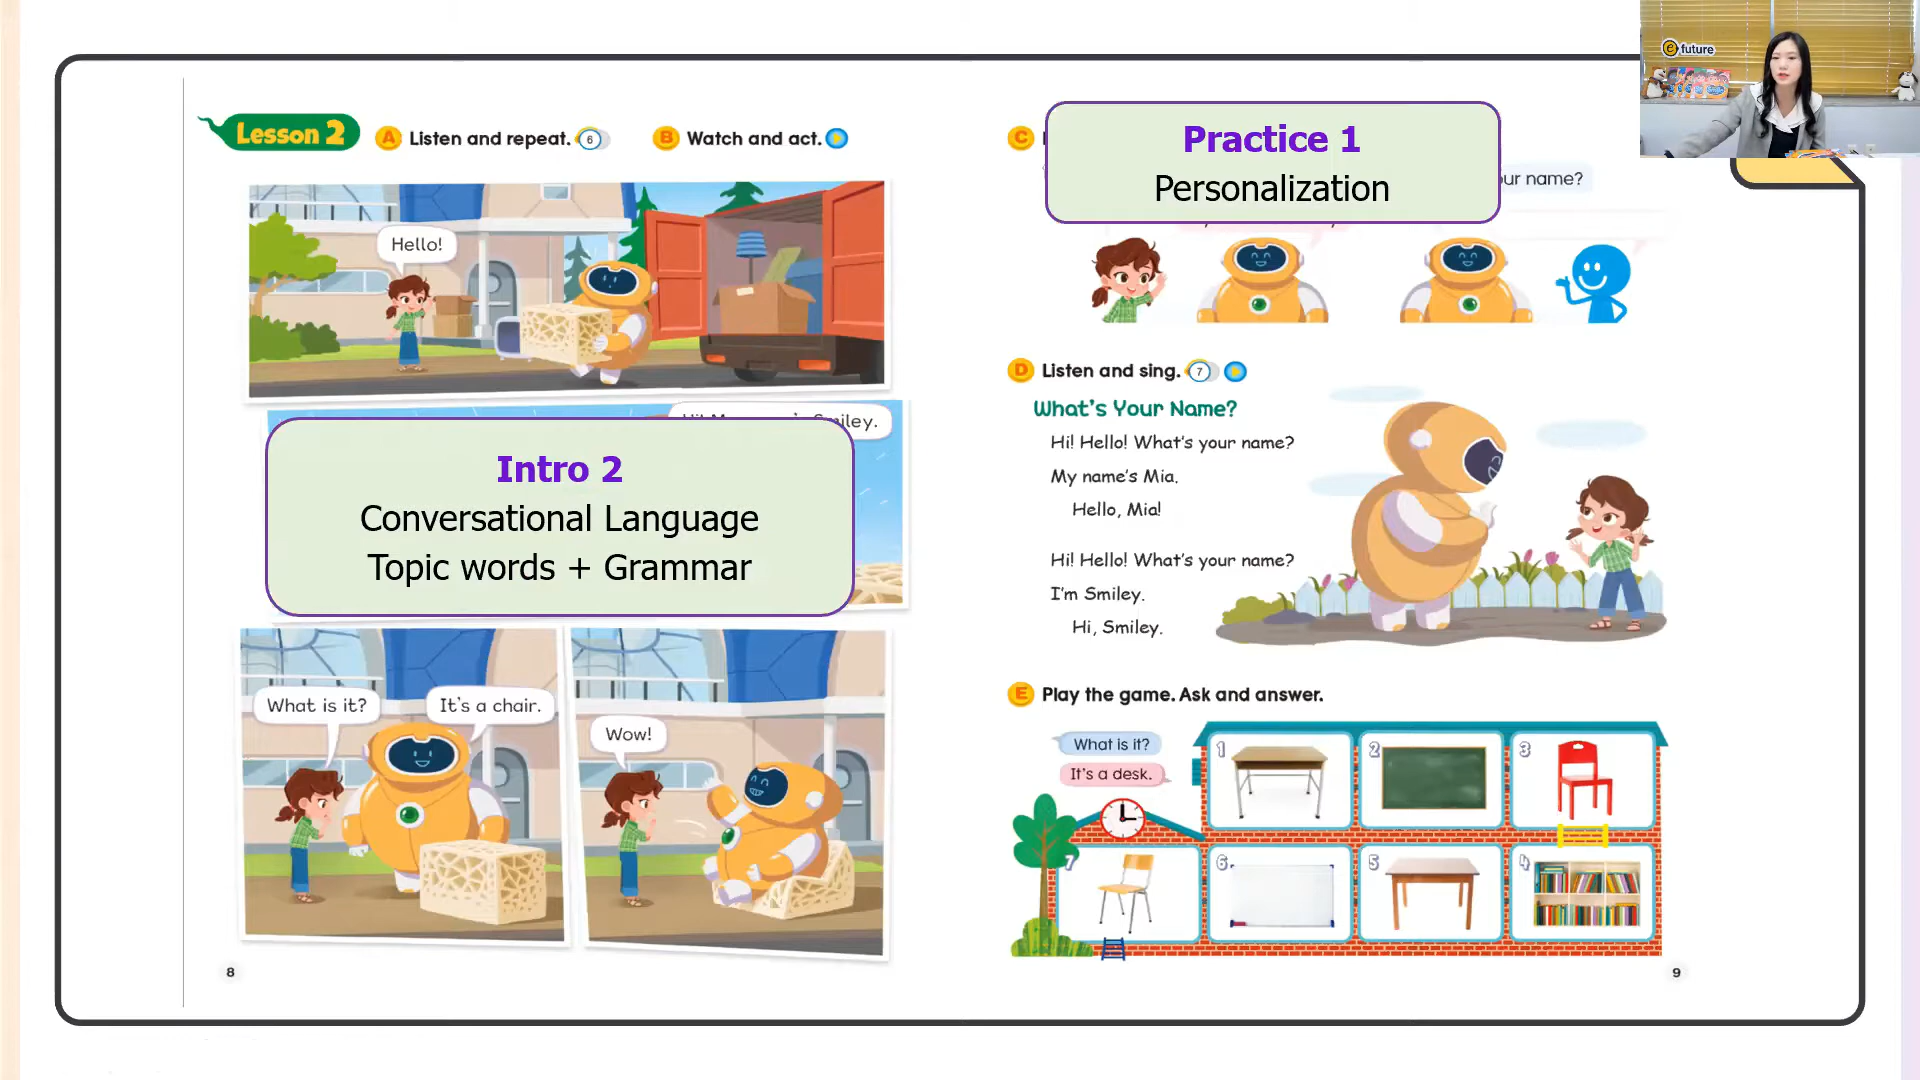 e future
Lesson 2
A Listen and repeat. 6
B Watch and act.
Hello!
Smiley.
Intro 2
Conversational Language
Topic words + Grammar
What is it?
It's a chair.
Wow!
8
C
Practice 1
Personalization
name?
D Listen and sing. 7
What's Your Name?
Hi! Hello! What's your name?
My name's Mia.
Hello, Mia!
Hi! Hello! What's your name?
I'm Smiley.
Hi, Smiley.
E Play the game. Ask and answer.
What is it?
It's a desk.
1
2
3
7
6
5
4
9